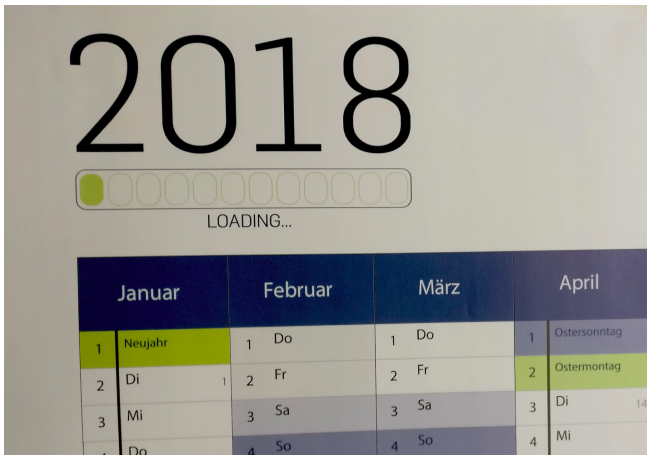 2018
LOADING...
Januar Februar März April
1 Neujahr 1 Do 1 Do 1 Ostersonntag
2 Di 1 2 Fr 2 Fr 2 Ostermontag
3 Mi 3 Sa 3 Sa 3 Di 14
Do 4 So 4 So 4 Mi